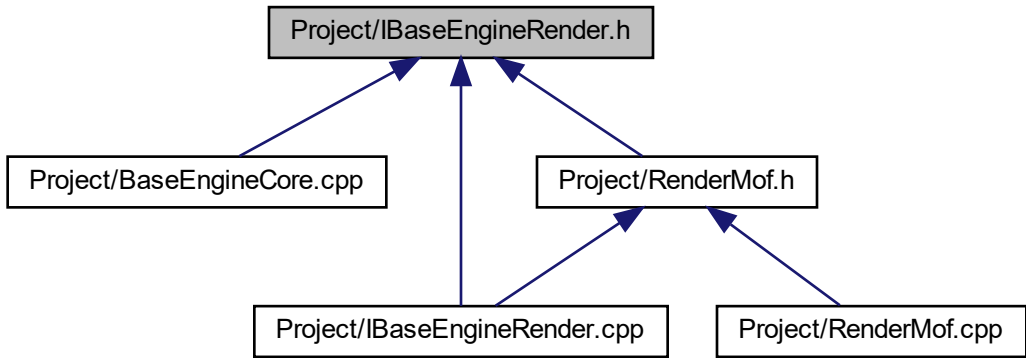 Project/IBaseEngineRender.h
Project/BaseEngineCore.cpp
Project/RenderMof.h
Project/IBaseEngineRender.cpp
Project/RenderMof.cpp